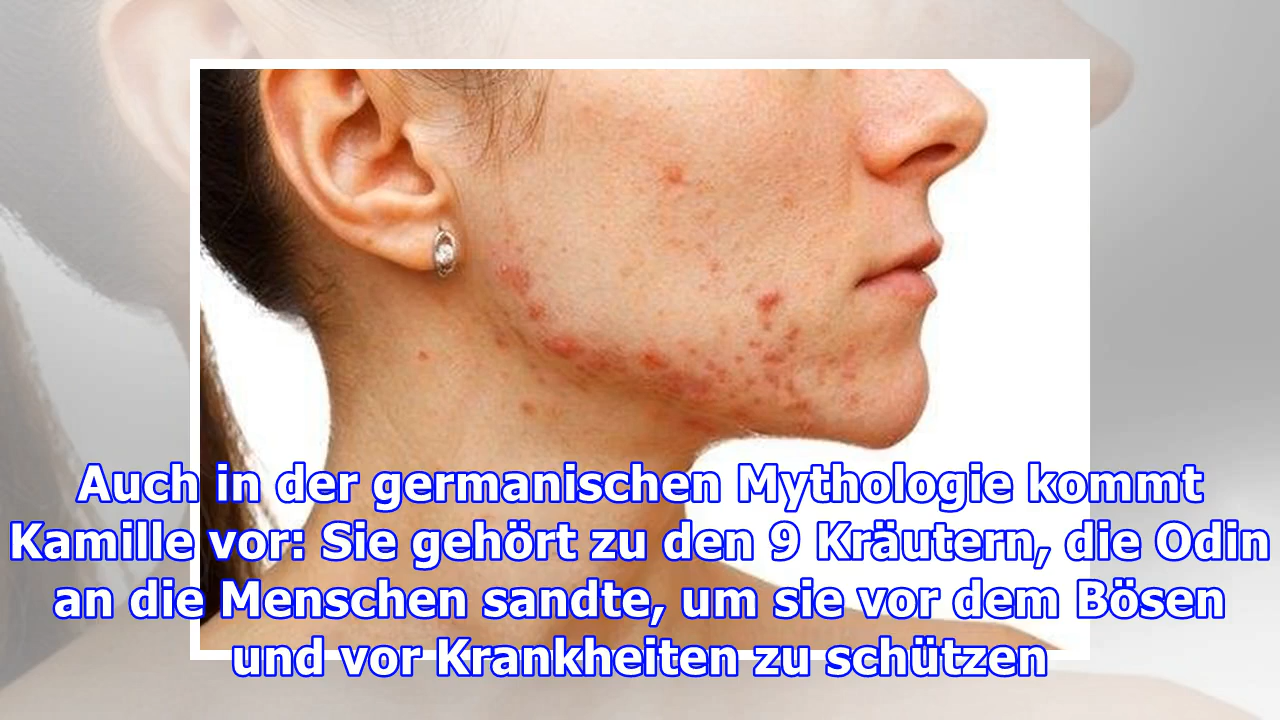 Auch in der germanischen Mythologie kommt
Kamille vor: Sie gehört zu den 9 Kräutern, die Odin
an die Menschen sandte, um sie vor dem Bösen
und vor Krankheiten zu schützen